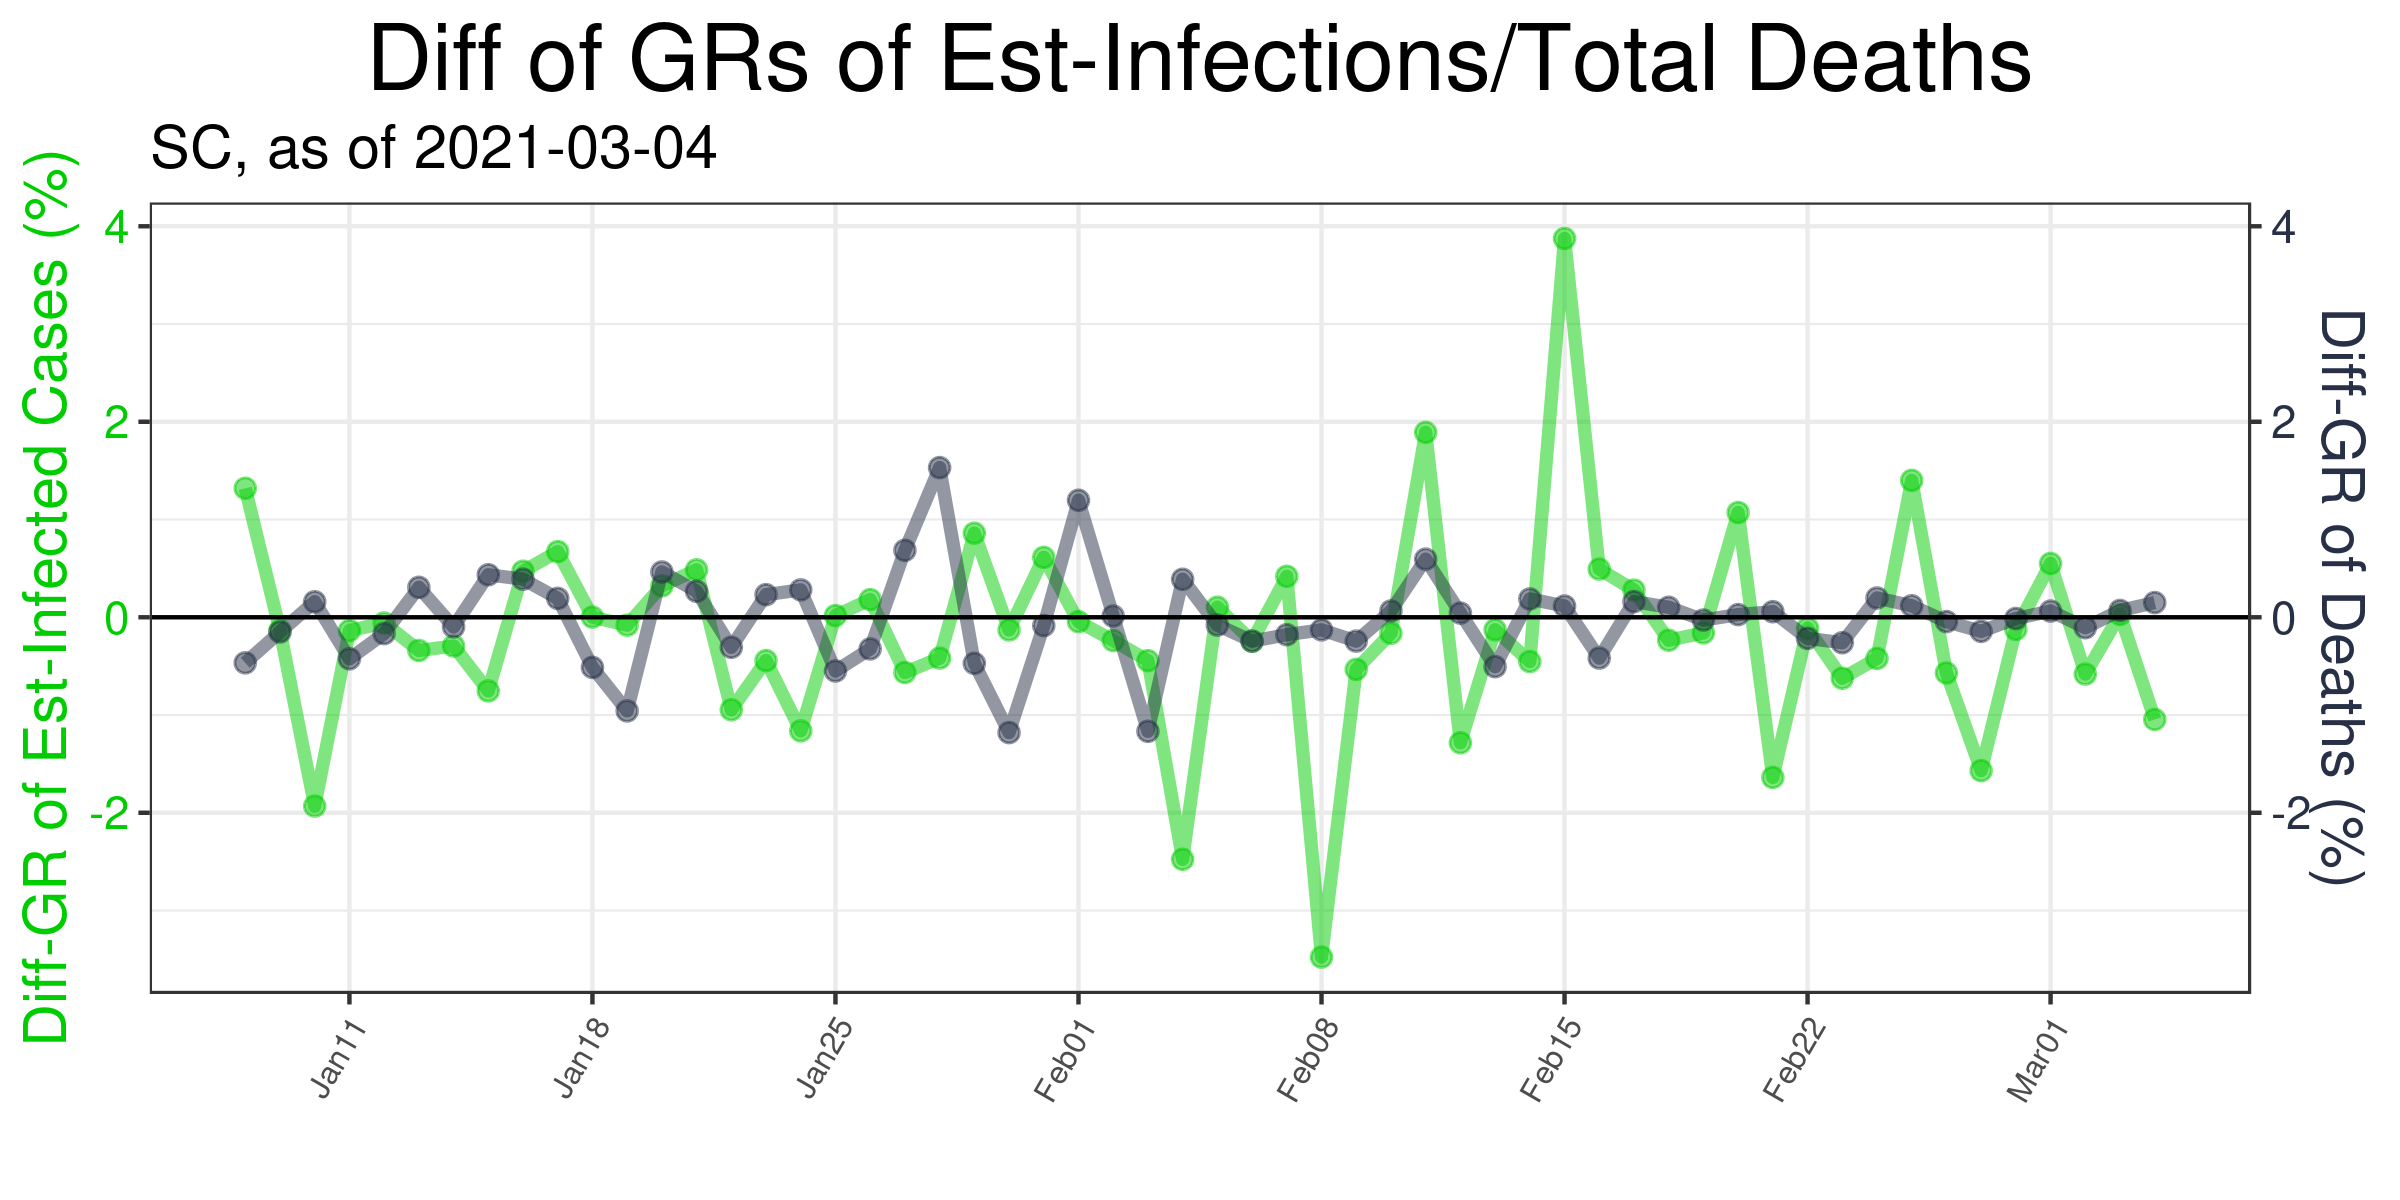 Diff of GRs of Est-Infections/Total Deaths
SC, as of 2021-03-04
Diff-GR of Est-Infected Cases (%)
4
2
0
-2
4
2
0
-2
Diff-GR of Deaths (%)
Jan11
Jan18
Jan25
Feb01
Feb08
Feb15
Feb22
Mar01